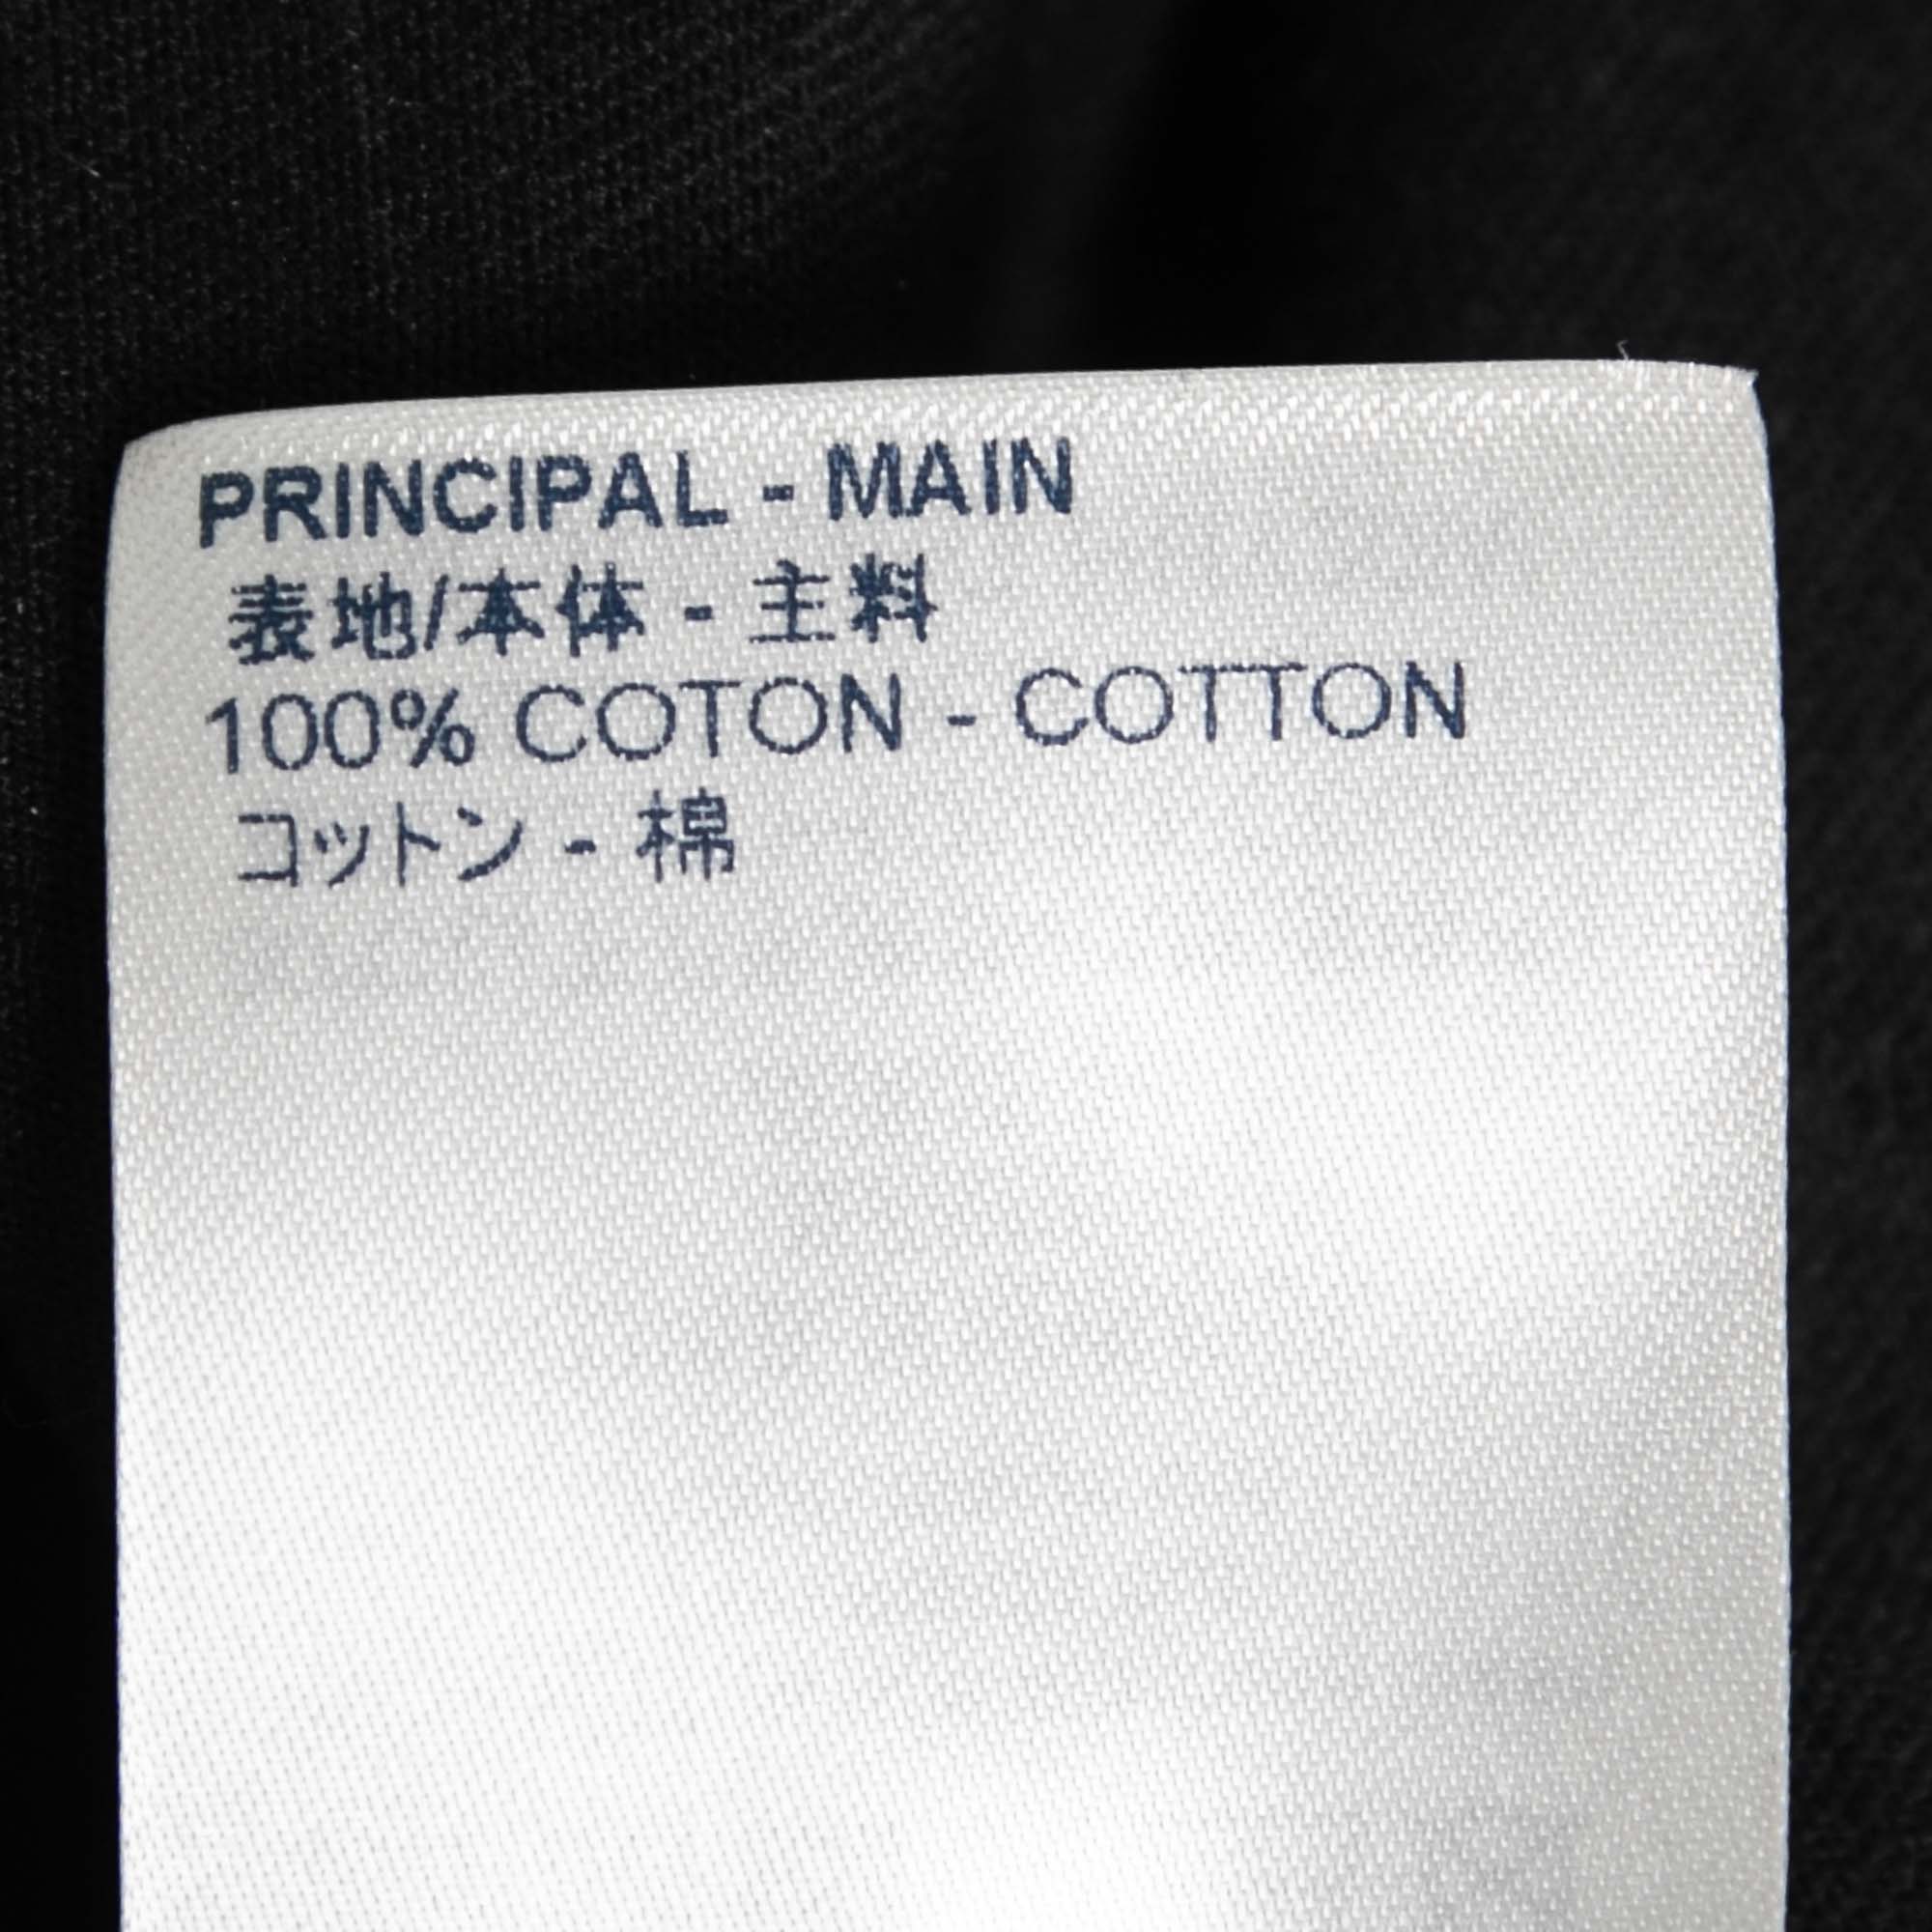 PRINCIPAL - MAIN
表地/本体 - 主料
100% COTON - COTTON
コットン - 棉